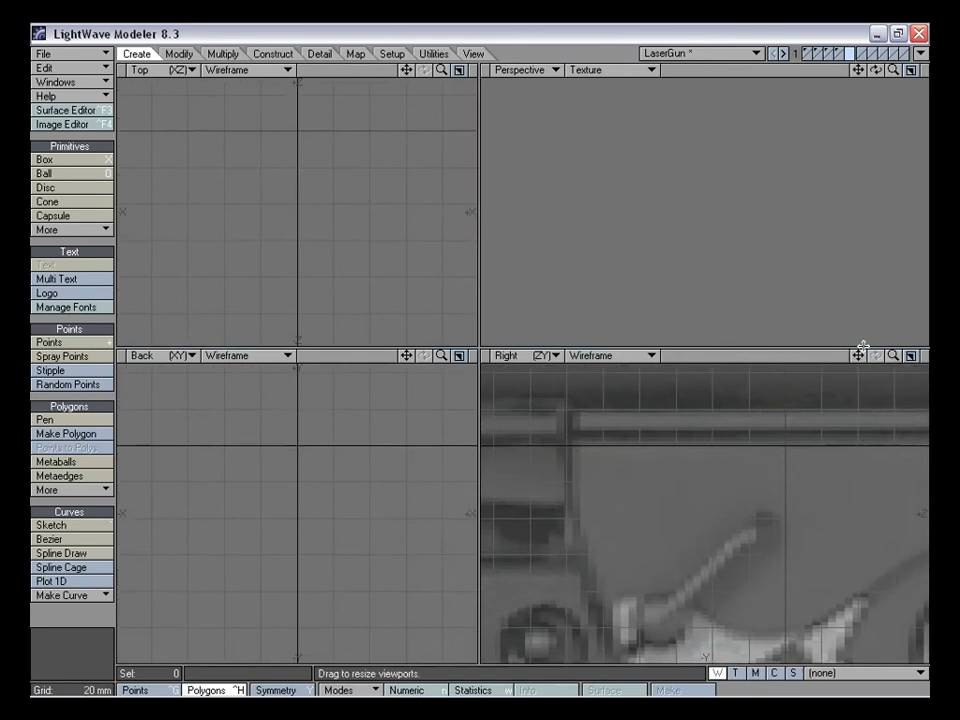 LightWave Modeler 8.3
File Create Modify Multiply Construct Detail Map Setup Utilities View LaserGun * 1
Edit Top (XZ) Wireframe Perspective Texture
Windows
Help
Surface Editor ^F3
Image Editor ^F4
Primitives
Box X
Ball O
Disc
Cone
Capsule
More
Text
Text
Multi Text
Logo
Manage Fonts
Points
Points +
Spray Points
Back (XY) Wireframe Right (ZY) Wireframe
Stipple
Random Points
Polygons
Pen
Make Polygon
Points to Polys
Metaballs
Metaedges
More
Curves
Sketch
Bezier
Spline Draw
Spline Cage
Plot 1D
Make Curve
Sel: 0 Drag to resize viewports. W T M C S (none)
Grid: 20 mm Points ^G Polygons ^H Symmetry Y Modes Numeric n Statistics w Info Surface Make